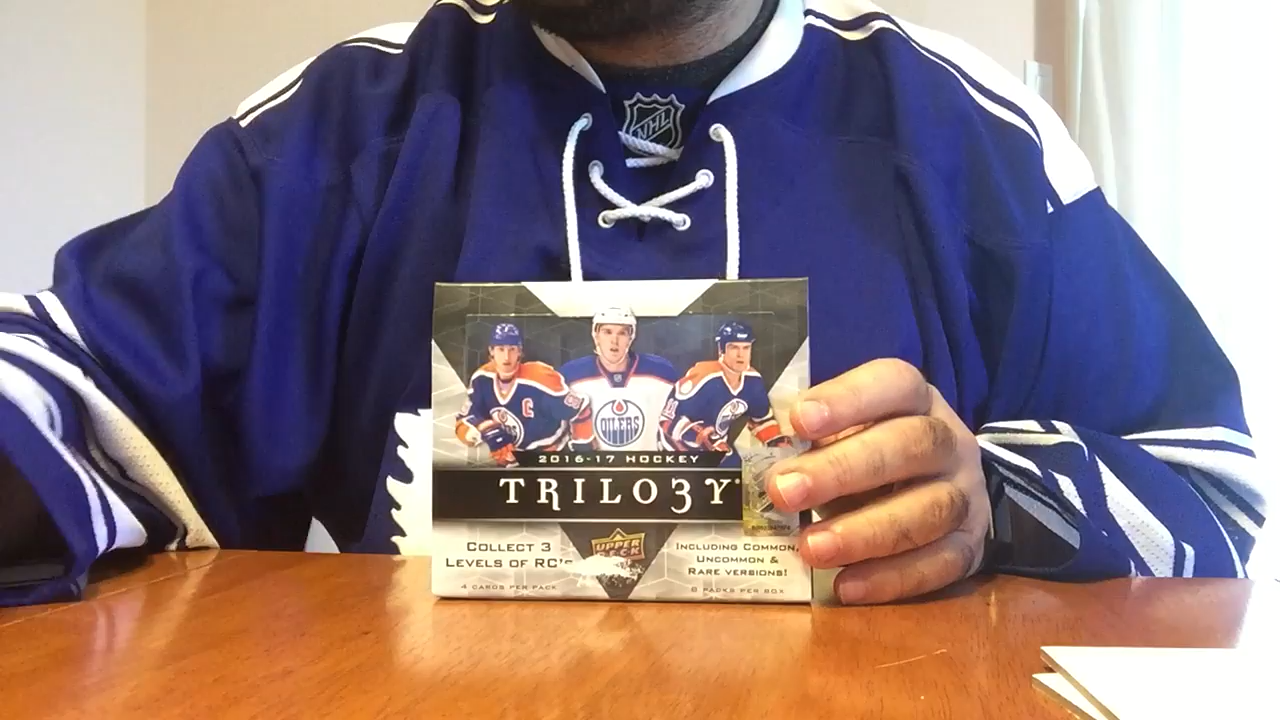 NHL
C
OILERS
2016-17 HOCKEY
TRILO3Y
COLLECT 3
LEVELS OF RC'S
UPPER
DECK
INCLUDING COMMON,
UNCOMMON &
RARE VERSIONS!
4 CARDS PER PACK
8 PACKS PER BOX